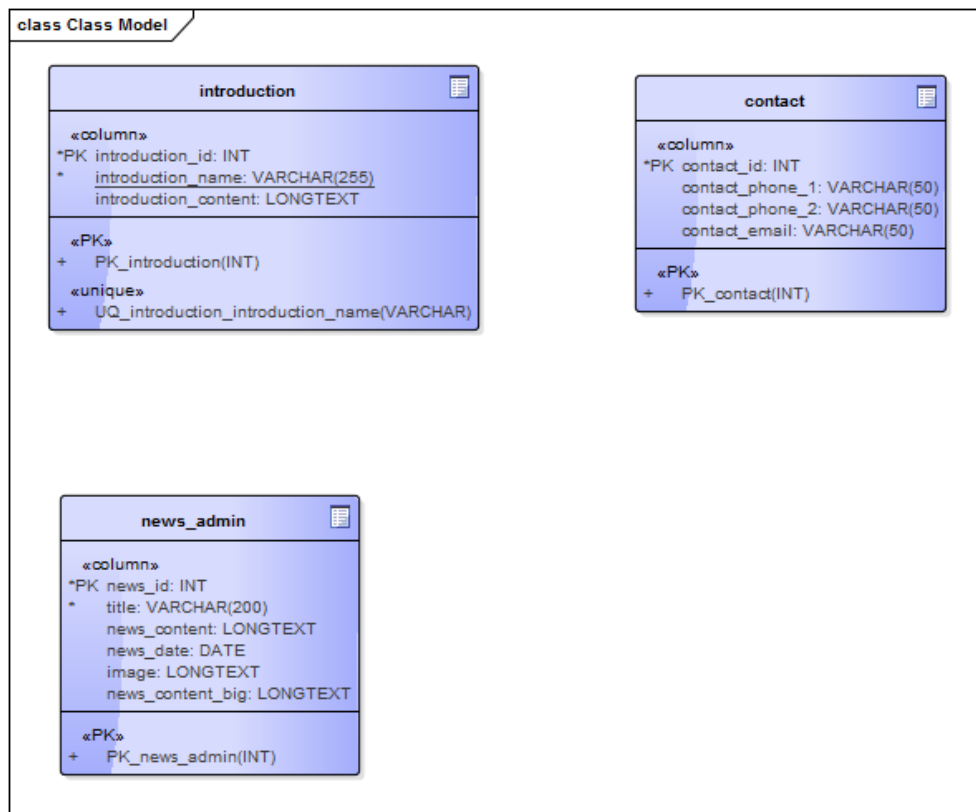 class Class Model
introduction
«column»
*PK introduction_id: INT
* introduction_name: VARCHAR(255)
introduction_content: LONGTEXT
«PK»
+ PK_introduction(INT)
«unique»
+ UQ_introduction_introduction_name(VARCHAR)
contact
«column»
*PK contact_id: INT
contact_phone_1: VARCHAR(50)
contact_phone_2: VARCHAR(50)
contact_email: VARCHAR(50)
«PK»
+ PK_contact(INT)
news_admin
«column»
*PK news_id: INT
* title: VARCHAR(200)
news_content: LONGTEXT
news_date: DATE
image: LONGTEXT
news_content_big: LONGTEXT
«PK»
+ PK_news_admin(INT)